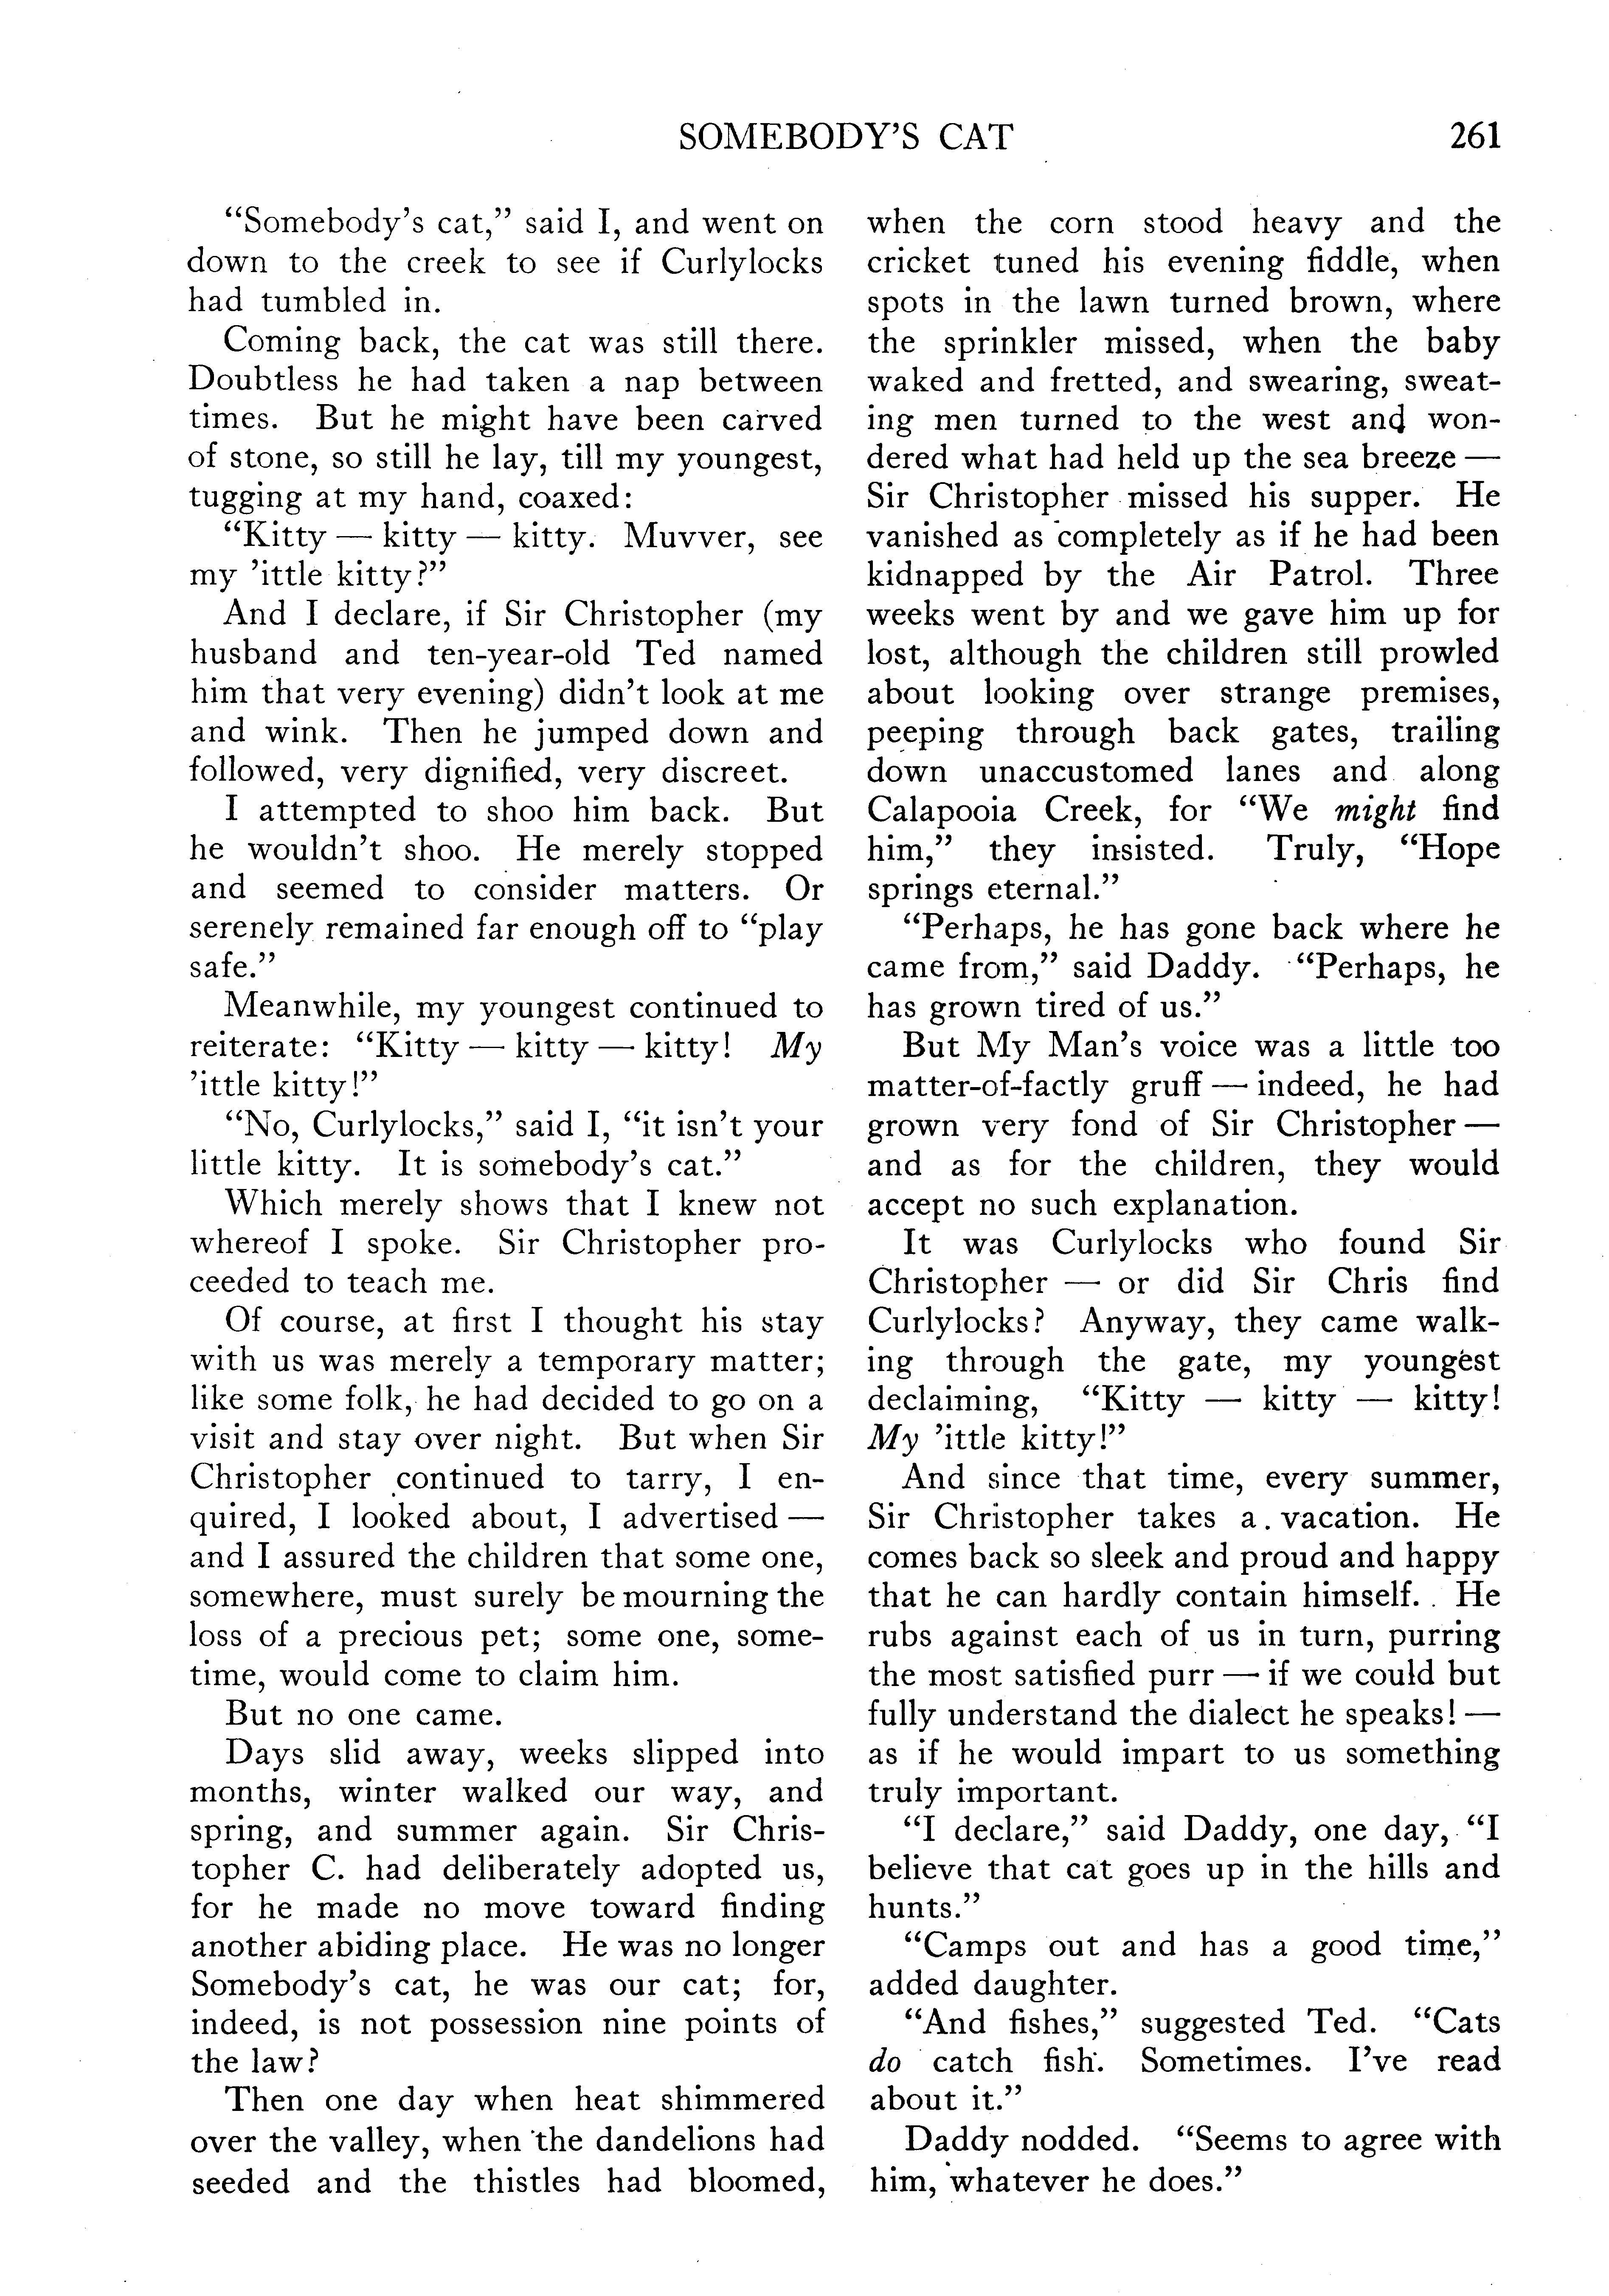 SOMEBODY'S CAT
261
“Somebody's cat,” said I, and went on
down to the creek to see if Curlylocks
had tumbled in.
Coming back, the cat was still there.
Doubtless he had taken a nap between
times. But he might have been carved
of stone, so still he lay, till my youngest,
tugging at my hand, coaxed:
“Kitty — kitty — kitty. Muvver, see
my 'ittle kitty?”
And I declare, if Sir Christopher (my
husband and ten-year-old Ted named
him that very evening) didn't look at me
and wink. Then he jumped down and
followed, very dignified, very discreet.
I attempted to shoo him back. But
he wouldn't shoo. He merely stopped
and seemed to consider matters. Or
serenely remained far enough off to “play
safe.”
Meanwhile, my youngest continued to
reiterate: “Kitty — kitty — kitty! My
'ittle kitty!”
“No, Curlylocks,” said I, “it isn't your
little kitty. It is somebody's cat.”
Which merely shows that I knew not
whereof I spoke. Sir Christopher pro-
ceeded to teach me.
Of course, at first I thought his stay
with us was merely a temporary matter;
like some folk, he had decided to go on a
visit and stay over night. But when Sir
Christopher continued to tarry, I en-
quired, I looked about, I advertised —
and I assured the children that some one,
somewhere, must surely be mourning the
loss of a precious pet; some one, some-
time, would come to claim him.
But no one came.
Days slid away, weeks slipped into
months, winter walked our way, and
spring, and summer again. Sir Chris-
topher C. had deliberately adopted us,
for he made no move toward finding
another abiding place. He was no longer
Somebody's cat, he was our cat; for,
indeed, is not possession nine points of
the law?
Then one day when heat shimmered
over the valley, when the dandelions had
seeded and the thistles had bloomed,
when the corn stood heavy and the
cricket tuned his evening fiddle, when
spots in the lawn turned brown, where
the sprinkler missed, when the baby
waked and fretted, and swearing, sweat-
ing men turned to the west and won-
dered what had held up the sea breeze —
Sir Christopher missed his supper. He
vanished as completely as if he had been
kidnapped by the Air Patrol. Three
weeks went by and we gave him up for
lost, although the children still prowled
about looking over strange premises,
peeping through back gates, trailing
down unaccustomed lanes and along
Calapooia Creek, for “We might find
him,” they insisted. Truly, “Hope
springs eternal.”
“Perhaps, he has gone back where he
came from,” said Daddy. “Perhaps, he
has grown tired of us.”
But My Man's voice was a little too
matter-of-factly gruff — indeed, he had
grown very fond of Sir Christopher —
and as for the children, they would
accept no such explanation.
It was Curlylocks who found Sir
Christopher — or did Sir Chris find
Curlylocks? Anyway, they came walk-
ing through the gate, my youngest
declaiming, “Kitty — kitty — kitty!
My 'ittle kitty!”
And since that time, every summer,
Sir Christopher takes a vacation. He
comes back so sleek and proud and happy
that he can hardly contain himself. He
rubs against each of us in turn, purring
the most satisfied purr — if we could but
fully understand the dialect he speaks! —
as if he would impart to us something
truly important.
“I declare,” said Daddy, one day, “I
believe that cat goes up in the hills and
hunts.”
“Camps out and has a good time,”
added daughter.
“And fishes,” suggested Ted. “Cats
do catch fish. Sometimes. I've read
about it.”
Daddy nodded. “Seems to agree with
him, whatever he does.”